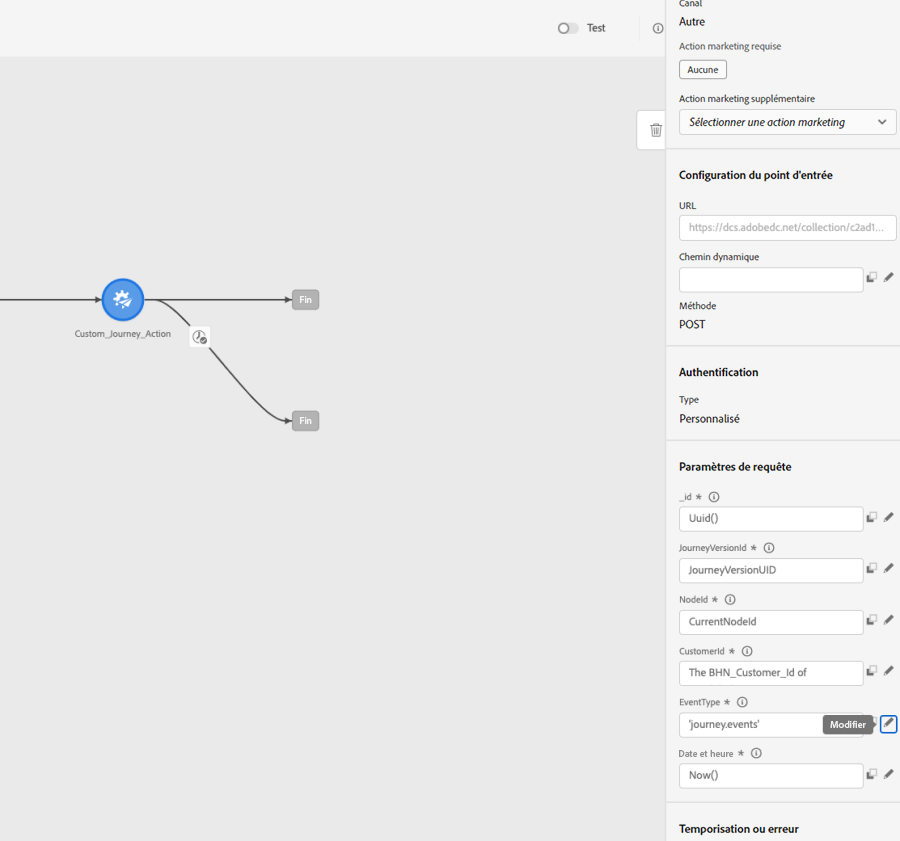 Canal
Autre
Test
Action marketing requise
Aucune
Action marketing supplémentaire
Sélectionner une action marketing
Configuration du point d'entrée
URL
https://dcs.adobedc.net/collection/c2ad1...
Chemin dynamique
Fin
Méthode
POST
Custom_Journey_Action
Authentification
Type
Personnalisé
Fin
Paramètres de requête
_id *
Uuid()
JourneyVersionId *
JourneyVersionUID
NodeId *
CurrentNodeId
CustomerId *
The BHN_Customer_Id of
EventType *
'journey.events'
Modifier
Date et heure *
Now()
Temporisation ou erreur